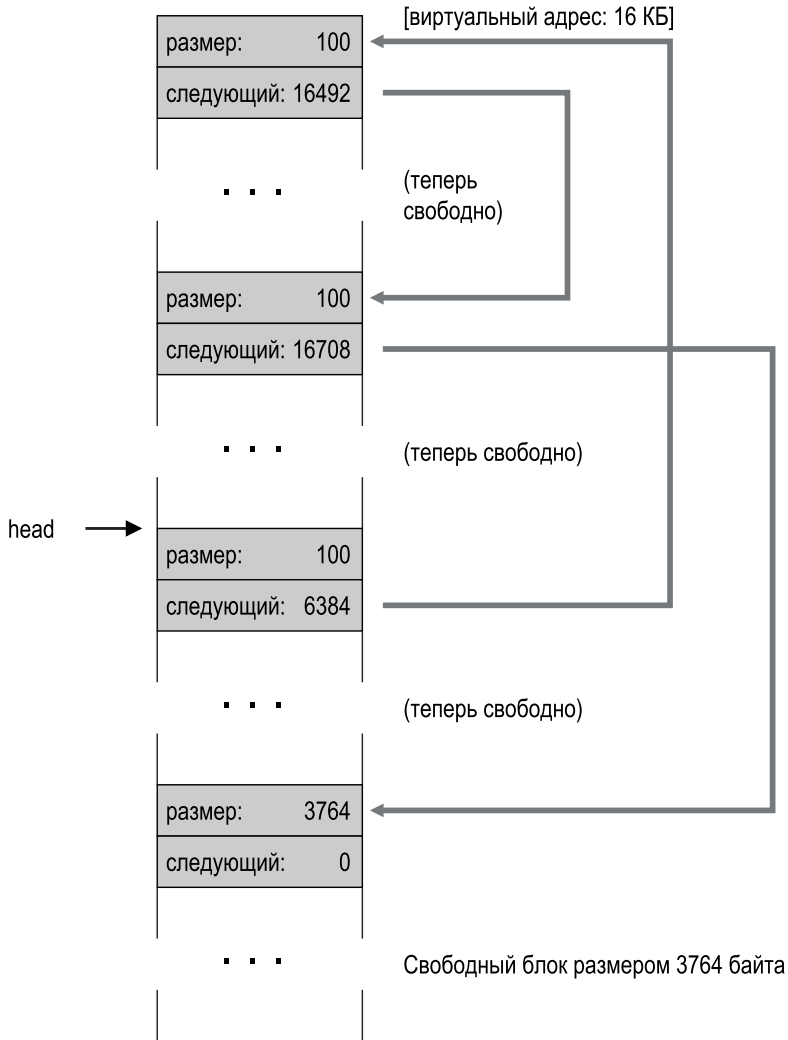 [виртуальный адрес: 16 КБ]
размер: 100
следующий: 16492
. . .
(теперь
свободно)
размер: 100
следующий: 16708
. . .
(теперь свободно)
head
размер: 100
следующий: 6384
. . .
(теперь свободно)
размер: 3764
следующий: 0
. . .
Свободный блок размером 3764 байта